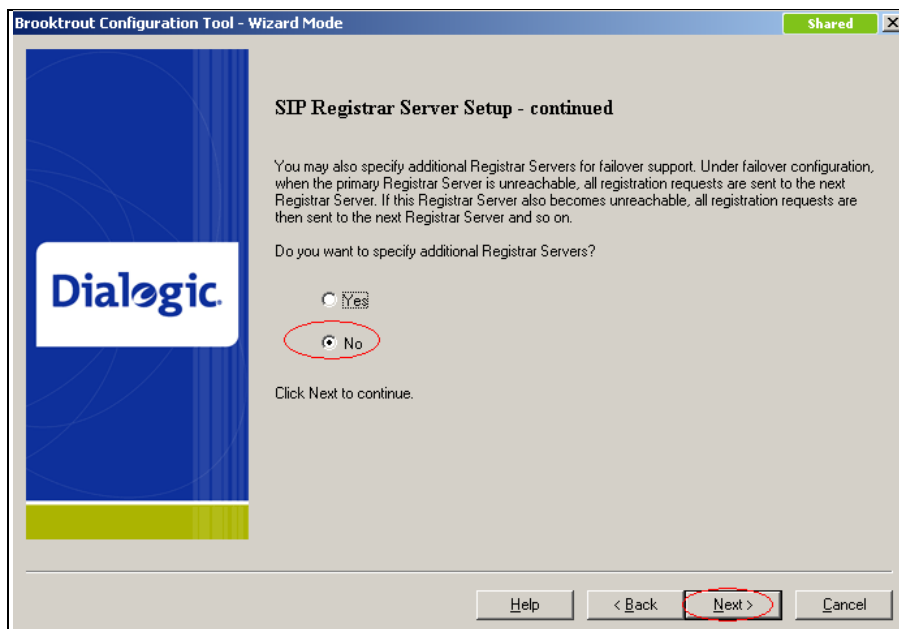 Brooktrout Configuration Tool - Wizard Mode
Shared
SIP Registrar Server Setup - continued
You may also specify additional Registrar Servers for failover support. Under failover configuration,
when the primary Registrar Server is unreachable, all registration requests are sent to the next
Registrar Server. If this Registrar Server also becomes unreachable, all registration requests are
then sent to the next Registrar Server and so on.
Do you want to specify additional Registrar Servers?
Dialogic.
Yes
No
Click Next to continue.
Help
< Back
Next >
Cancel